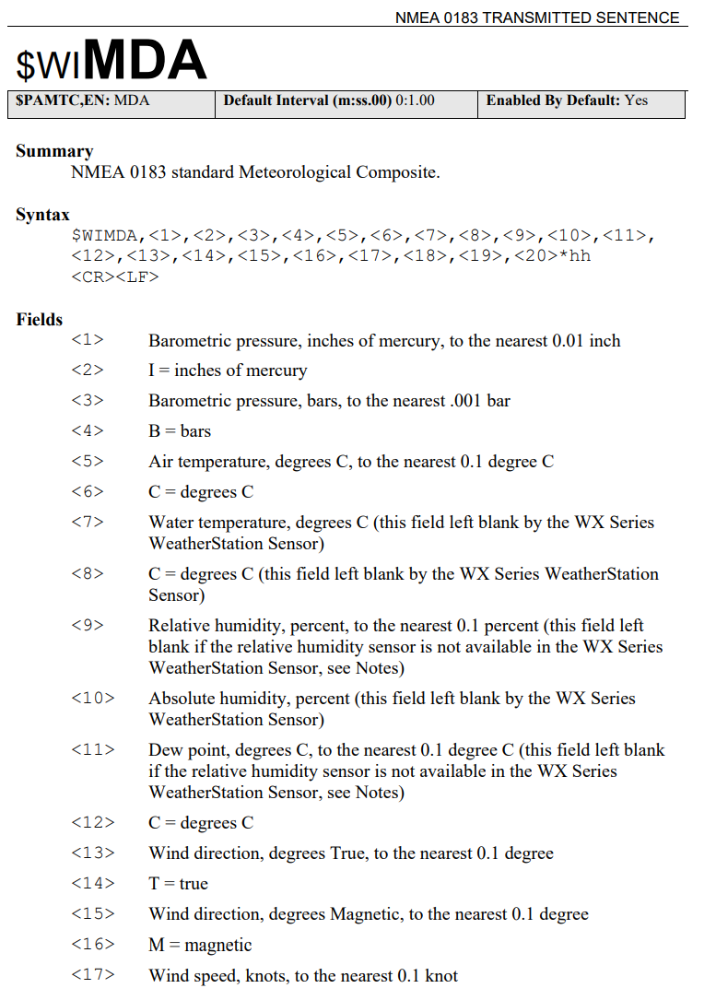 NMEA 0183 TRANSMITTED SENTENCE
$WIMDA
$PAMTC,EN: MDA Default Interval (m:ss.00) 0:1.00 Enabled By Default: Yes
Summary
NMEA 0183 standard Meteorological Composite.
Syntax
$WIMDA,<1>,<2>,<3>,<4>,<5>,<6>,<7>,<8>,<9>,<10>,<11>,
<12>,<13>,<14>,<15>,<16>,<17>,<18>,<19>,<20>*hh
<CR><LF>
Fields
<1> Barometric pressure, inches of mercury, to the nearest 0.01 inch
<2> I = inches of mercury
<3> Barometric pressure, bars, to the nearest .001 bar
<4> B = bars
<5> Air temperature, degrees C, to the nearest 0.1 degree C
<6> C = degrees C
<7> Water temperature, degrees C (this field left blank by the WX Series
WeatherStation Sensor)
<8> C = degrees C (this field left blank by the WX Series WeatherStation
Sensor)
<9> Relative humidity, percent, to the nearest 0.1 percent (this field left
blank if the relative humidity sensor is not available in the WX Series
WeatherStation Sensor, see Notes)
<10> Absolute humidity, percent (this field left blank by the WX Series
WeatherStation Sensor)
<11> Dew point, degrees C, to the nearest 0.1 degree C (this field left blank
if the relative humidity sensor is not available in the WX Series
WeatherStation Sensor, see Notes)
<12> C = degrees C
<13> Wind direction, degrees True, to the nearest 0.1 degree
<14> T = true
<15> Wind direction, degrees Magnetic, to the nearest 0.1 degree
<16> M = magnetic
<17> Wind speed, knots, to the nearest 0.1 knot